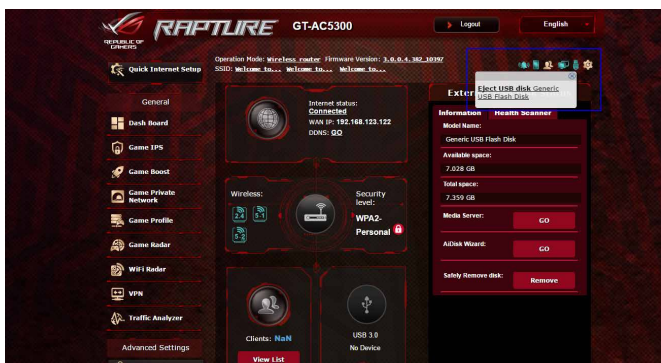 REPUBLIC OF
GAMERS
RAPTURE
GT-AC5300
Logout
English
Operation Mode: Wireless router Firmware Version: 3.0.0.4.382_10397
SSID: Welcome to... Welcome to... Welcome to...
Quick Internet Setup
General
Dash Board
Game IPS
Game Boost
Game Private
Network
Game Profile
Game Radar
WiFi Radar
VPN
Traffic Analyzer
Advanced Settings
Internet status:
Connected
WAN IP: 192.168.123.122
DDNS: GO
Wireless:
2.4
5-1
5-2
Security
level:
WPA2-
Personal
Clients: NaN
View List
USB 3.0
No Device
Eject USB disk Generic
USB Flash Disk
Exter
Information
Health Scanner
Model Name:
Generic USB Flash Disk
Available space:
7.028 GB
Total space:
7.359 GB
Media Server:
GO
AiDisk Wizard:
GO
Safely Remove disk:
Remove